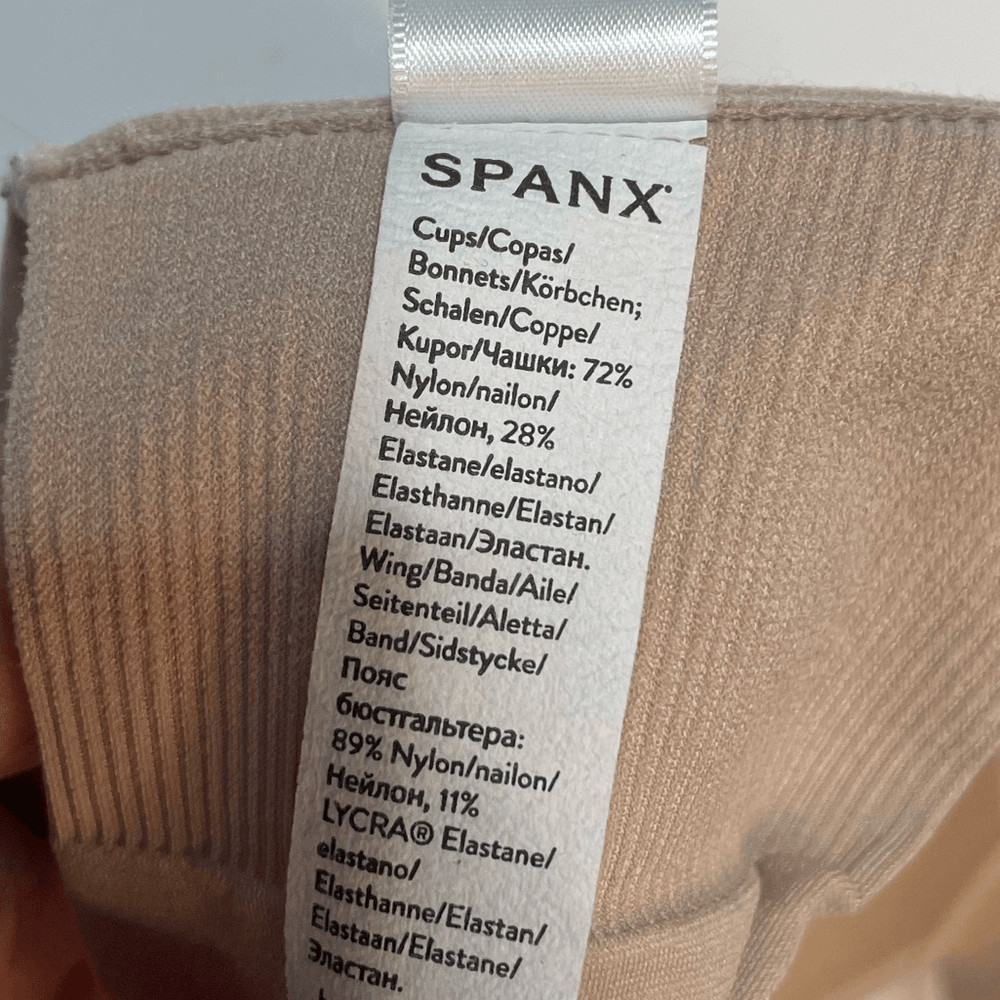 SPANX®
Cups/Copas/
Bonnets/Körbchen;
Schalen/Coppe/
Kupor/Чашки: 72%
Nylon/nailon/
Нейлон, 28%
Elastane/elastano/
Elasthanne/Elastan/
Elastaan/Эластан.
Wing/Banda/Aile/
Seitenteil/Aletta/
Band/Sidstycke/
Пояс
бюстгальтера:
89% Nylon/nailon/
Нейлон, 11%
LYCRA® Elastane/
elastano/
Elasthanne/Elastan/
Elastaan/Elastane/
Эластан.